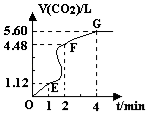 V(CO2)/L
5.60
4.48
1.12
G
F
E
O 1 2 4 t/min